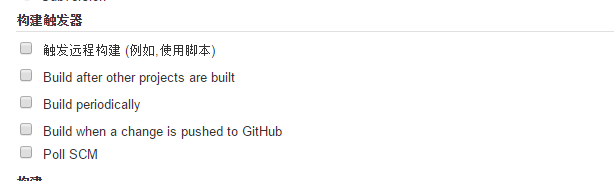 构建触发器
触发远程构建 (例如,使用脚本)
Build after other projects are built
Build periodically
Build when a change is pushed to GitHub
Poll SCM